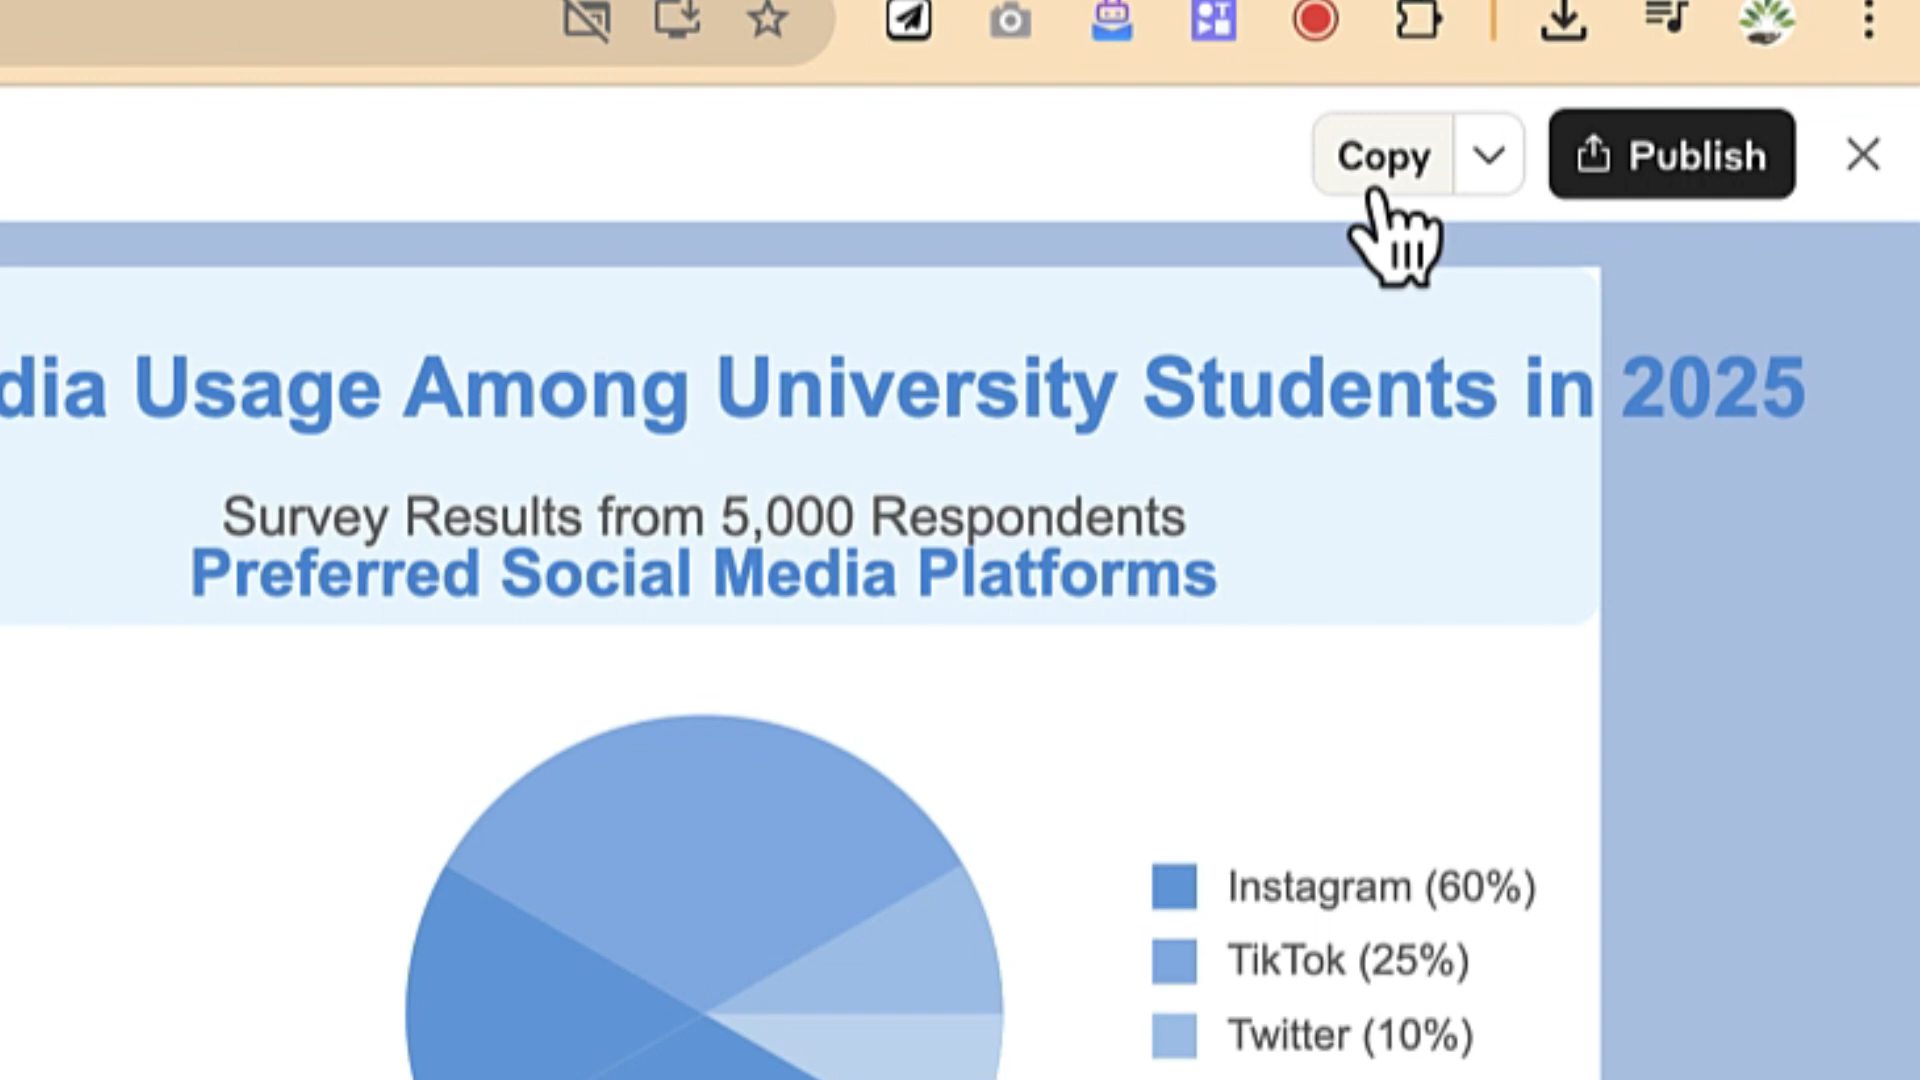 Copy
Publish
dia Usage Among University Students in 2025
Survey Results from 5,000 Respondents
Preferred Social Media Platforms
Instagram (60%)
TikTok (25%)
Twitter (10%)